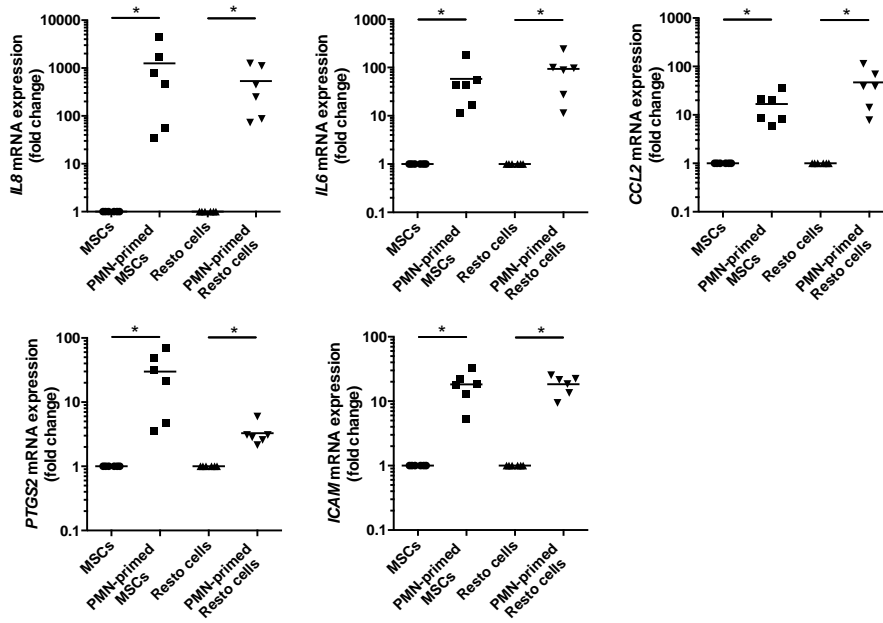 IL8 mRNA expression
(fold change)
10000
1000
100
10
1
*
*
MSCs
PMN-primed
MSCs
Resto cells
PMN-primed
Resto cells
IL6 mRNA expression
(fold change)
1000
100
10
1
0.1
*
*
MSCs
PMN-primed
MSCs
Resto cells
PMN-primed
Resto cells
CCL2 mRNA expression
(fold change)
1000
100
10
1
0.1
*
*
MSCs
PMN-primed
MSCs
Resto cells
PMN-primed
Resto cells
PTGS2 mRNA expression
(fold change)
100
10
1
0.1
*
*
MSCs
PMN-primed
MSCs
Resto cells
PMN-primed
Resto cells
ICAM mRNA expression
(fold change)
100
10
1
0.1
*
*
MSCs
PMN-primed
MSCs
Resto cells
PMN-primed
Resto cells